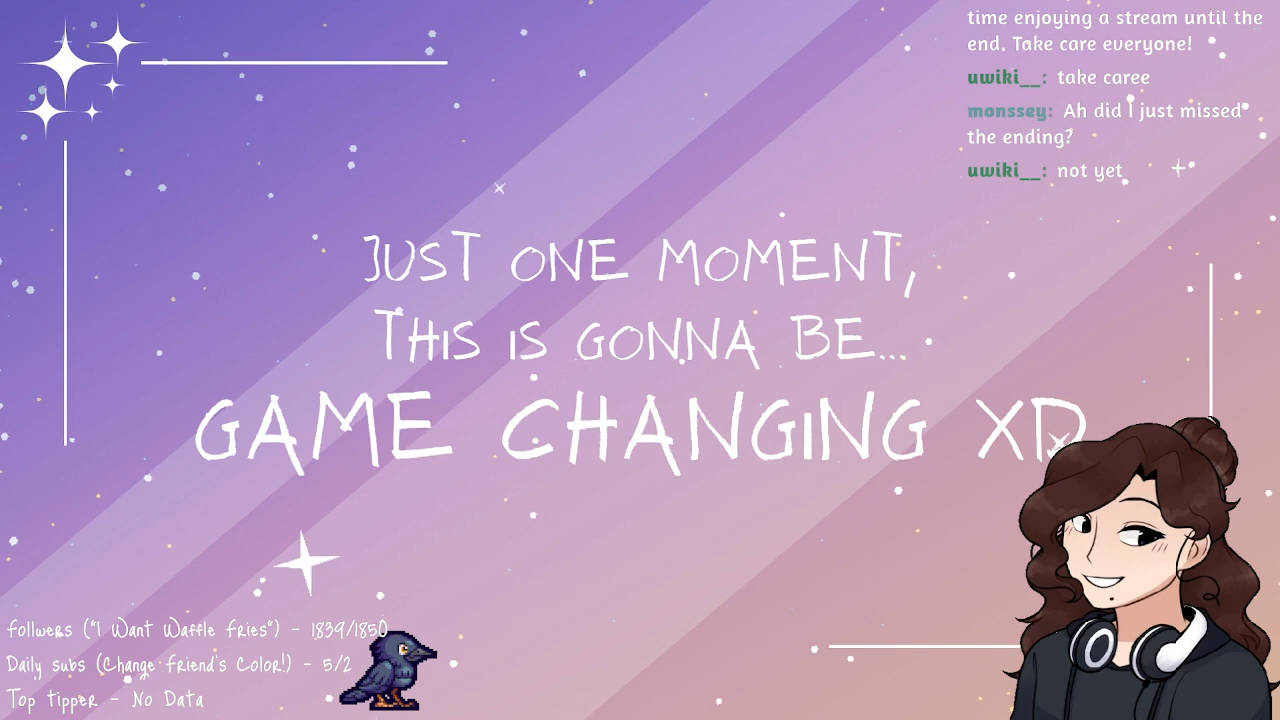 time enjoying a stream until the
end. Take care everyone!
uwiki__: take caree
monssey: Ah did I just missed
the ending?
uwiki__: not yet
JUST ONE MOMENT,
THIS IS GONNA BE...
GAME CHANGING XD
follwers ("I Want Waffle Fries") - 1839/1850
Daily subs (Change friend's Color!) - 5/2
Top tipper - No Data